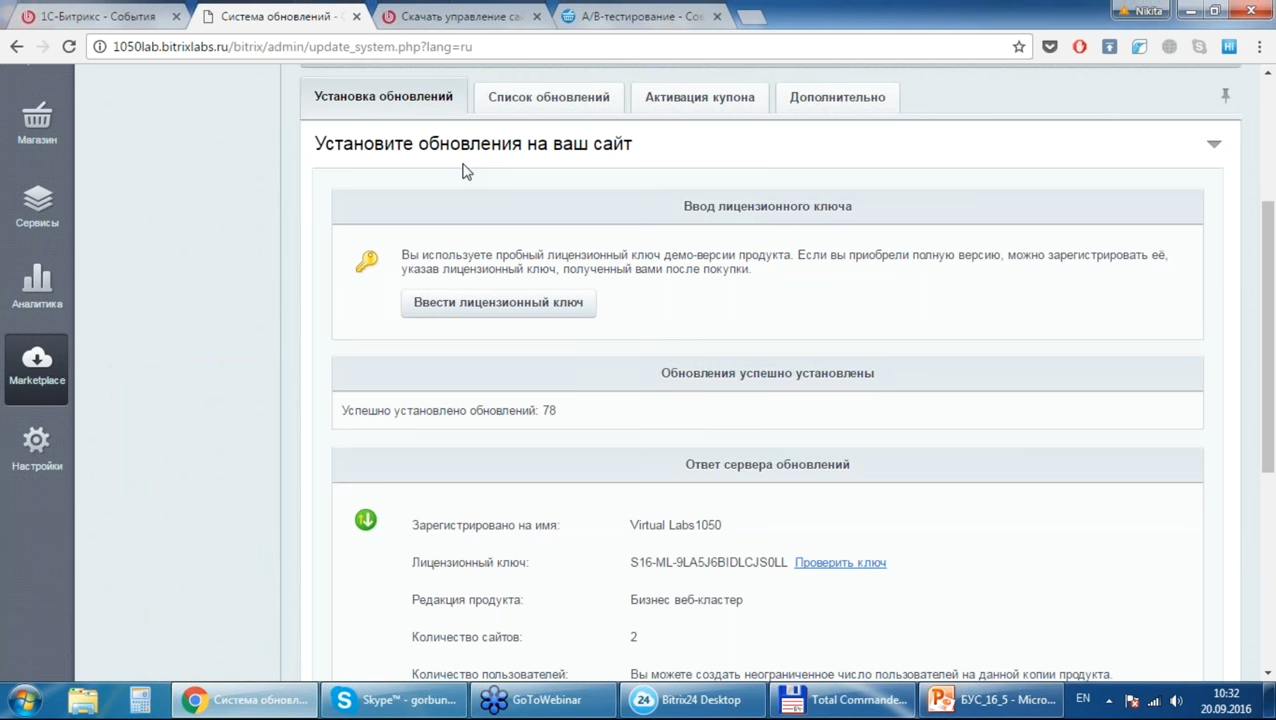 1С-Битрикс - События
Система обновлений -
Скачать управление са
А/В-тестирование - Со
Nikita
1050lab.bitrixlabs.ru/bitrix/admin/update_system.php?lang=ru
Hi
Установка обновлений
Список обновлений
Активация купона
Дополнительно
Магазин
Сервисы
Аналитика
Marketplace
Настройки
Установите обновления на ваш сайт
Ввод лицензионного ключа
Вы используете пробный лицензионный ключ демо-версии продукта. Если вы приобрели полную версию, можно зарегистрировать её,
указав лицензионный ключ, полученный вами после покупки.
Ввести лицензионный ключ
Обновления успешно установлены
Успешно установлено обновлений: 78
Ответ сервера обновлений
Зарегистрировано на имя: Virtual Labs1050
Лицензионный ключ: S16-ML-9LA5J6BIDLCJS0LL Проверить ключ
Редакция продукта: Бизнес веб-кластер
Количество сайтов: 2
Количество пользователей: Вы можете создать неограниченное число пользователей на данной копии продукта.
Система обновл...
Skype™ - gorbun...
GoToWebinar
24 Bitrix24 Desktop
Total Commande...
БУС_16_5 - Micro...
EN
10:32
20.09.2016